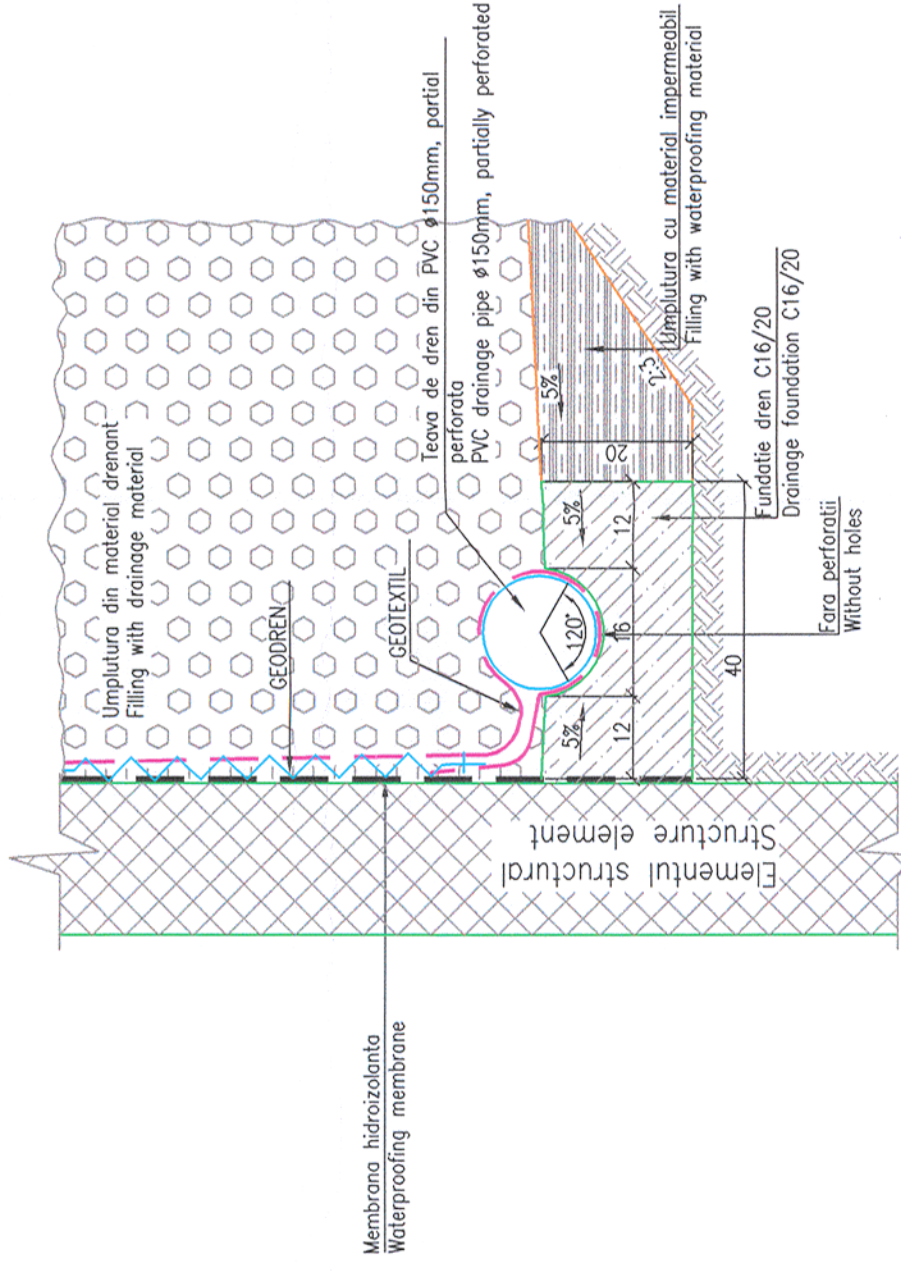 Umplutura din material drenant
Filling with drainage material
GEODREN
GEOTEXTIL
Teava de dren din PVC ø150mm, partial
perforata
PVC drainage pipe ø150mm, partially perforated
Membrana hidroizolanta
Waterproofing membrane
Elementul structural
Structure element
5%
12
120°
16
5%
12
5%
20
2:3
40
Umplutura cu material impermeabil
Filling with waterproofing material
Fundatie dren C16/20
Drainage foundation C16/20
Fara perforatii
Without holes